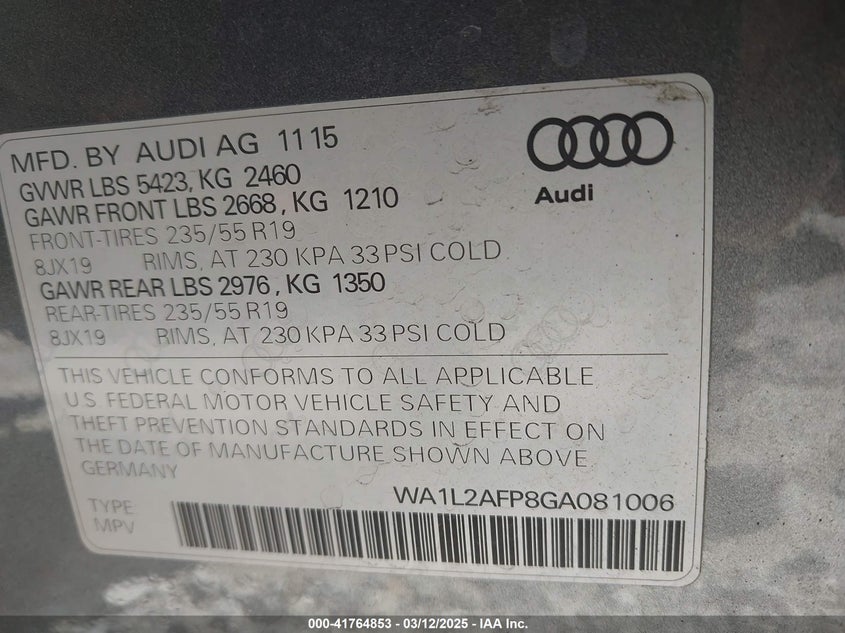 MFD. BY AUDI AG 11 15
GVWR LBS 5423, KG 2460
GAWR FRONT LBS 2668, KG 1210
FRONT-TIRES 235/55 R19
8JX19 RIMS, AT 230 KPA 33 PSI COLD
GAWR REAR LBS 2976, KG 1350
REAR-TIRES 235/55 R19
8JX19 RIMS, AT 230 KPA 33 PSI COLD
Audi
THIS VEHICLE CONFORMS TO ALL APPLICABLE
U.S. FEDERAL MOTOR VEHICLE SAFETY AND
THEFT PREVENTION STANDARDS IN EFFECT ON
THE DATE OF MANUFACTURE SHOWN ABOVE
GERMANY
WA1L2AFP8GA081006
TYPE
MPV
000-41764853 - 03/12/2025 - IAA Inc.